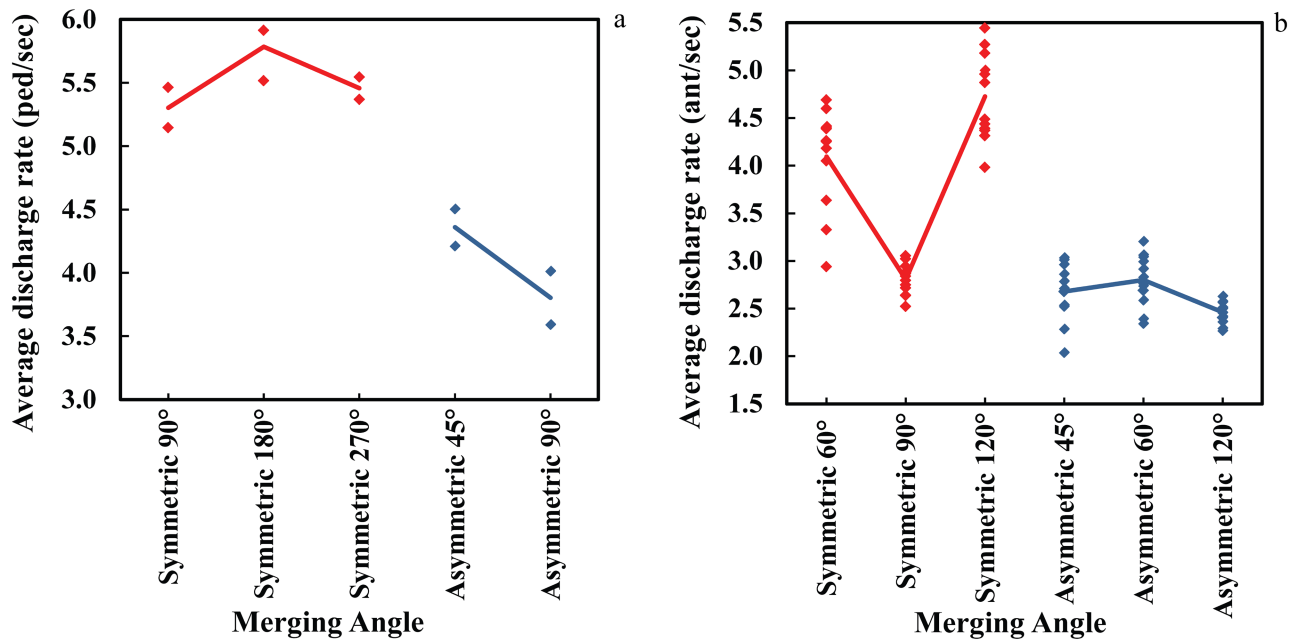 a
Average discharge rate (ped/sec)
6.0
5.5
5.0
4.5
4.0
3.5
3.0
Symmetric 90°
Symmetric 180°
Symmetric 270°
Asymmetric 45°
Asymmetric 90°
Merging Angle
b
Average discharge rate (ant/sec)
5.5
5.0
4.5
4.0
3.5
3.0
2.5
2.0
1.5
Symmetric 60°
Symmetric 90°
Symmetric 120°
Asymmetric 45°
Asymmetric 60°
Asymmetric 120°
Merging Angle